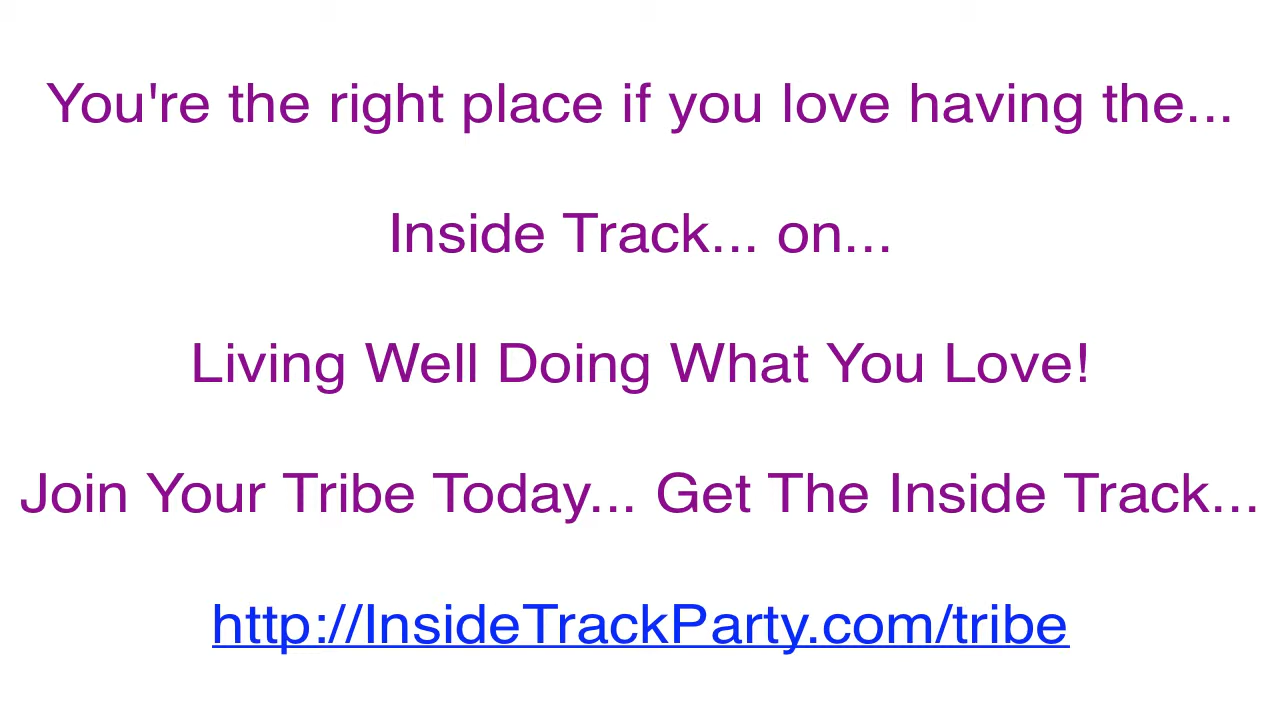 You're the right place if you love having the...
Inside Track... on...
Living Well Doing What You Love!
Join Your Tribe Today... Get The Inside Track...
http://InsideTrackParty.com/tribe